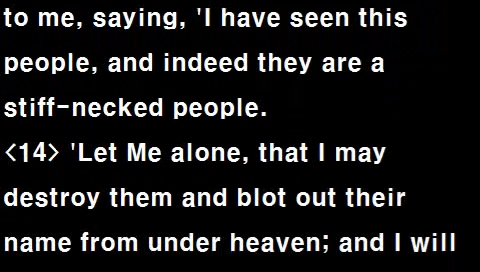 to me, saying, 'I have seen this
people, and indeed they are a
stiff-necked people.
<14> 'Let Me alone, that I may
destroy them and blot out their
name from under heaven; and I will